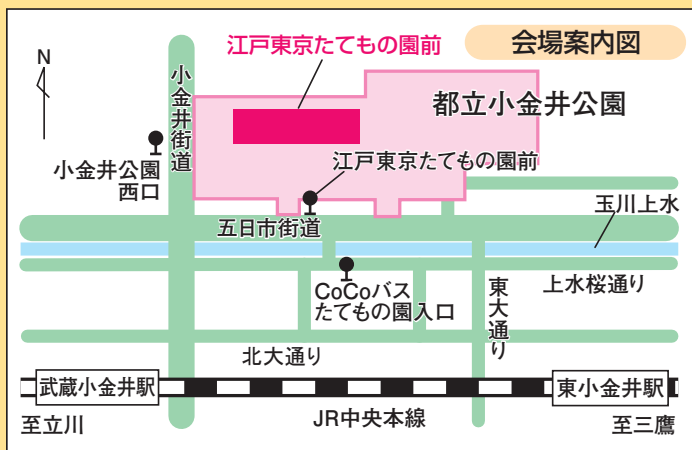 会場案内図
N
江戸東京たてもの園前
小金井街道
都立小金井公園
小金井公園
西口
江戸東京たてもの園前
玉川上水
五日市街道
上水桜通り
CoCoバス
たてもの園入口
東大通り
北大通り
武蔵小金井駅
東小金井駅
至立川
JR中央本線
至三鷹